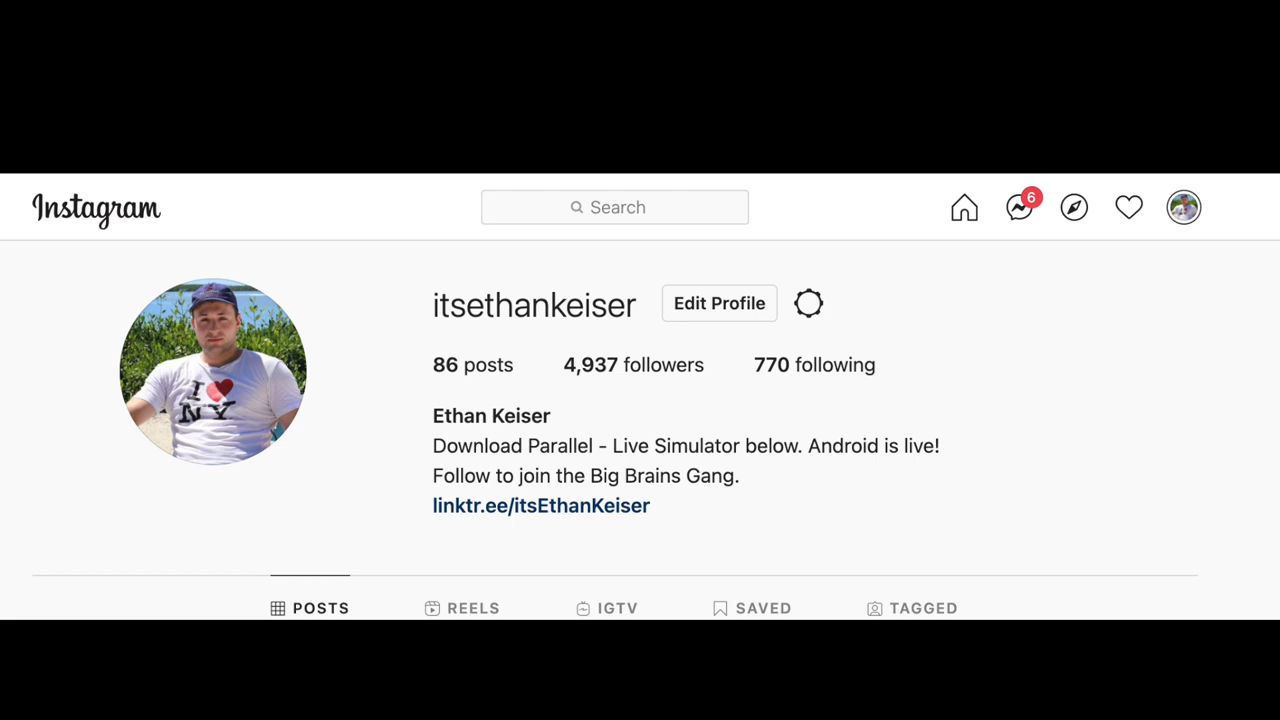 Instagram
Search
6
itsethankeiser
Edit Profile
86 posts 4,937 followers 770 following
I ♥ NY
Ethan Keiser
Download Parallel - Live Simulator below. Android is live!
Follow to join the Big Brains Gang.
linktr.ee/itsEthanKeiser
POSTS REELS IGTV SAVED TAGGED